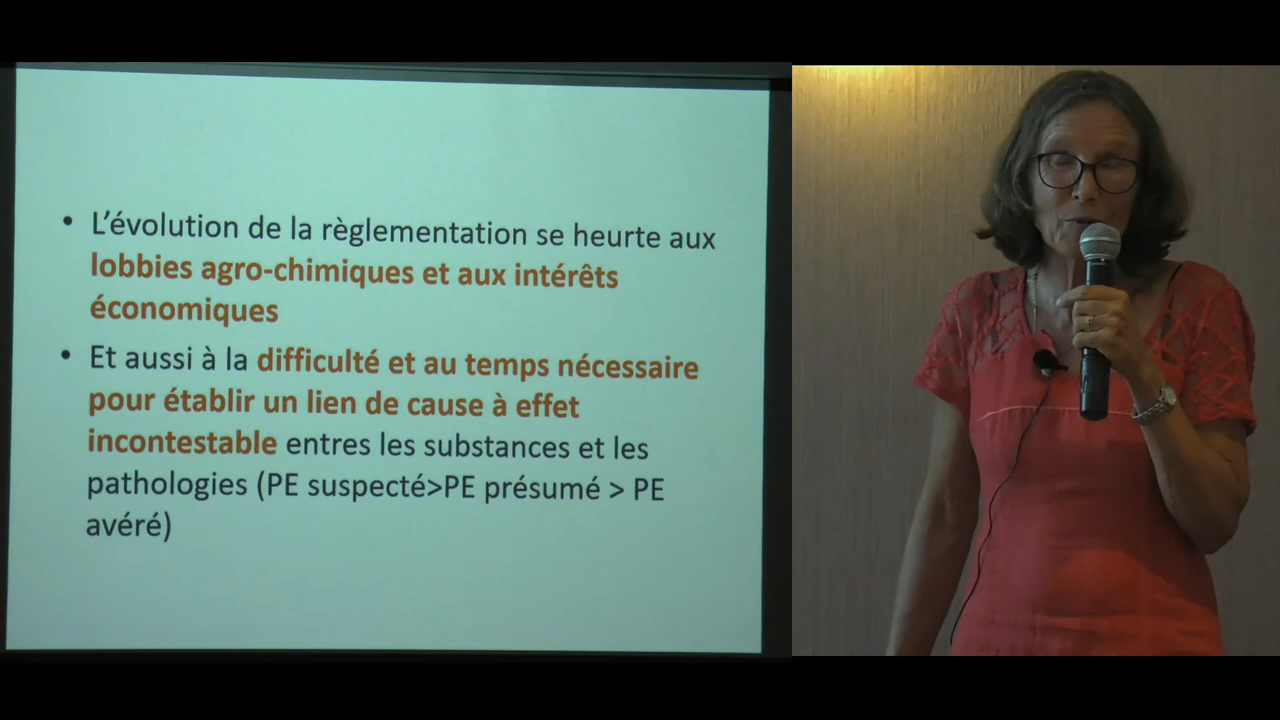 • L'évolution de la règlementation se heurte aux
lobbies agro-chimiques et aux intérêts
économiques
• Et aussi à la difficulté et au temps nécessaire
pour établir un lien de cause à effet
incontestable entres les substances et les
pathologies (PE suspecté>PE présumé > PE
avéré)